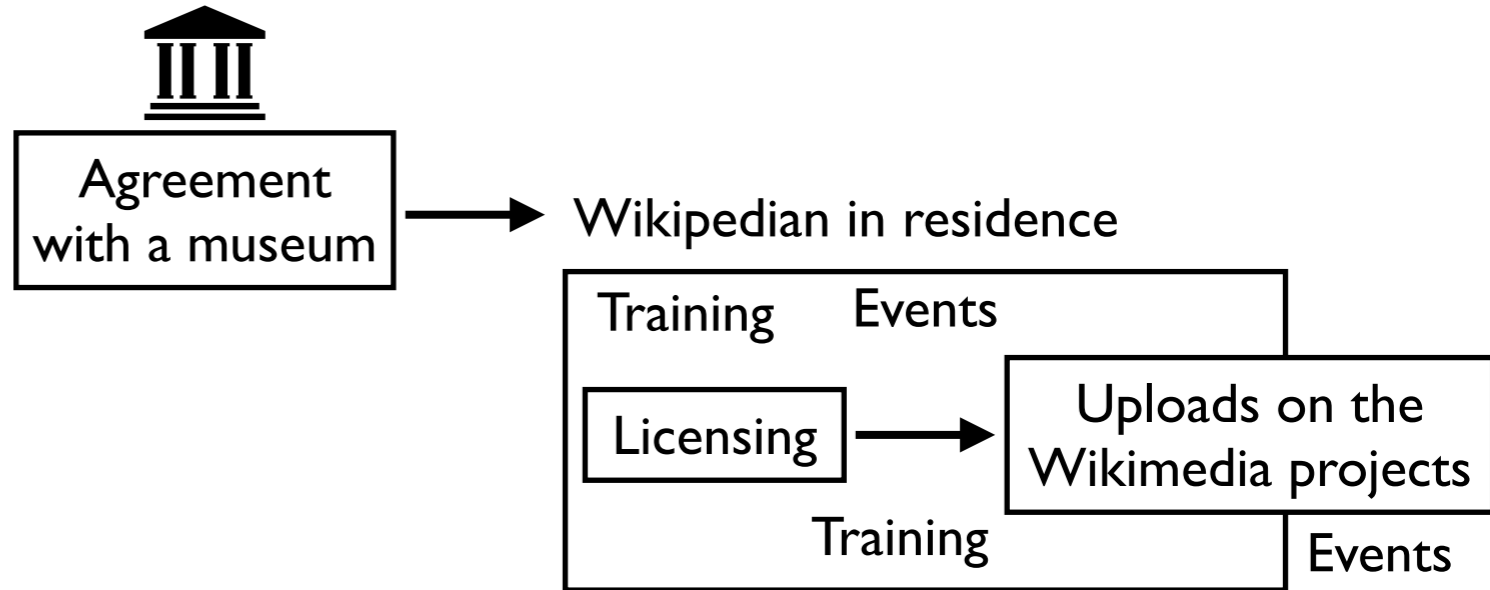 Agreement
with a museum
Wikipedian in residence
Training
Events
Licensing
Uploads on the
Wikimedia projects
Training
Events